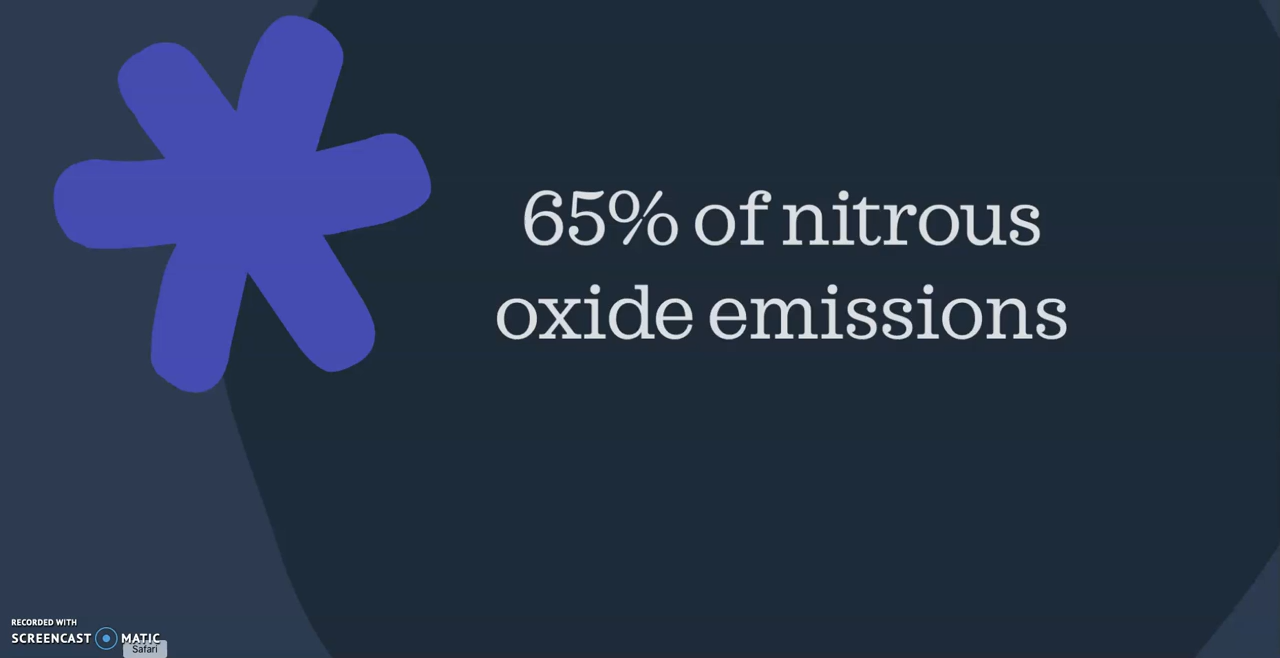 65% of nitrous
oxide emissions
RECORDED WITH
SCREENCAST MATIC
Safari